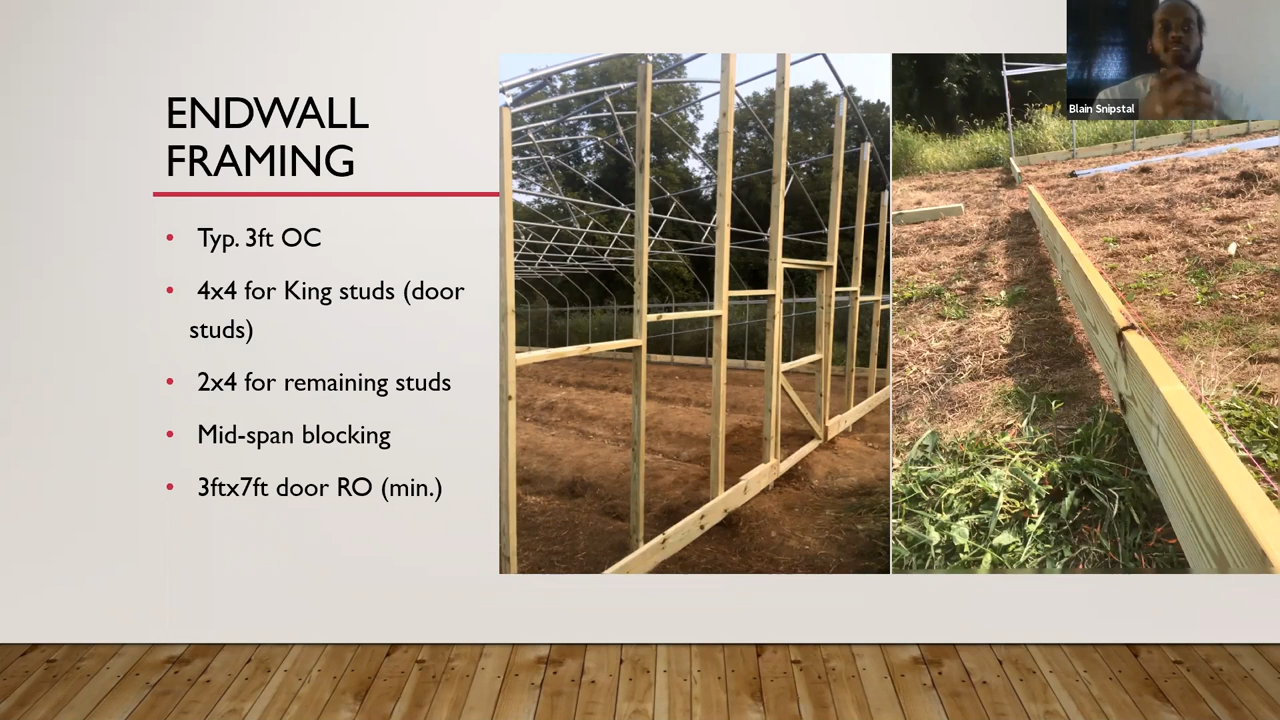 ENDWALL
FRAMING
• Typ. 3ft OC
• 4x4 for King studs (door
studs)
• 2x4 for remaining studs
• Mid-span blocking
• 3ftx7ft door RO (min.)
Blain Snipstal